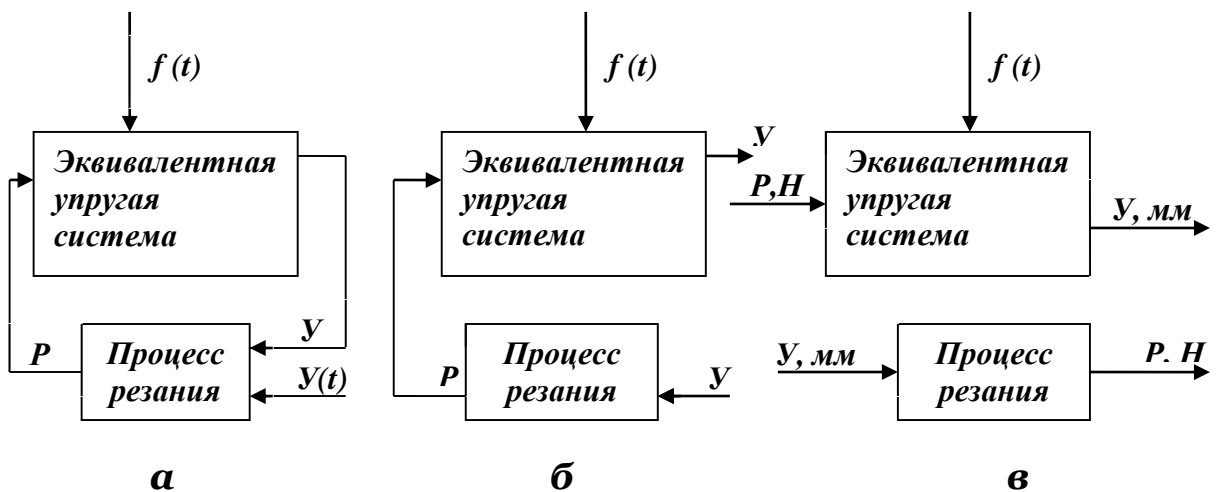 f (t)
Эквивалентная
упругая
система
У
Р
Процесс
резания
У(t)
а
f (t)
Эквивалентная
упругая
система
У
Р
Процесс
резания
У
б
f (t)
Р,Н
Эквивалентная
упругая
система
У, мм
У, мм
Процесс
резания
Р, Н
в